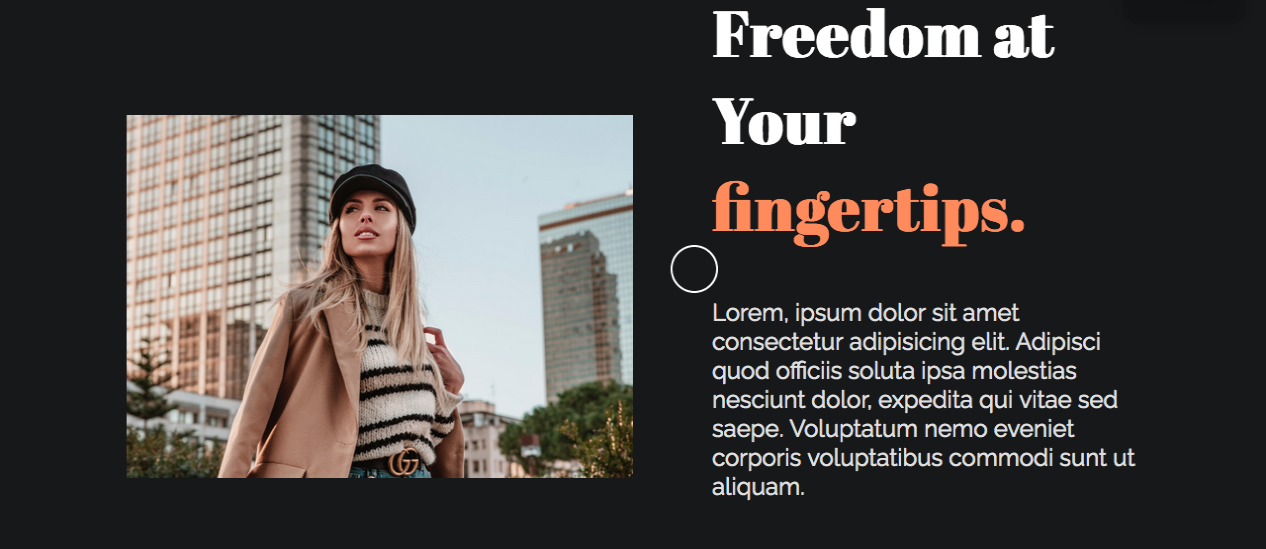 Freedom at
Your
fingertips.
Lorem, ipsum dolor sit amet
consectetur adipisicing elit. Adipisci
quod officiis soluta ipsa molestias
nesciunt dolor, expedita qui vitae sed
saepe. Voluptatum nemo eveniet
corporis voluptatibus commodi sunt ut
aliquam.